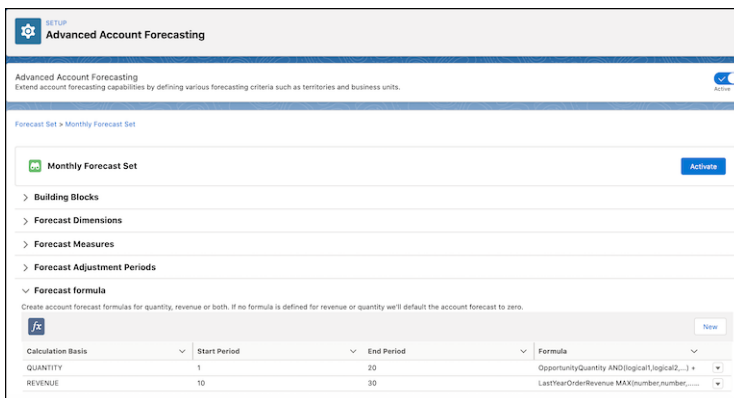 SETUP
Advanced Account Forecasting
Advanced Account Forecasting
Extend account forecasting capabilities by defining various forecasting criteria such as territories and business units.
Active
Forecast Set > Monthly Forecast Set
Monthly Forecast Set
Activate
Building Blocks
Forecast Dimensions
Forecast Measures
Forecast Adjustment Periods
Forecast formula
Create account forecast formulas for quantity, revenue or both. If no formula is defined for revenue or quantity we'll default the account forecast to zero.
fx
New
Calculation Basis Start Period End Period Formula
QUANTITY 1 20 OpportunityQuantity AND(logical1,logical2,...) +
REVENUE 10 30 LastYearOrderRevenue MAX(number,number,......